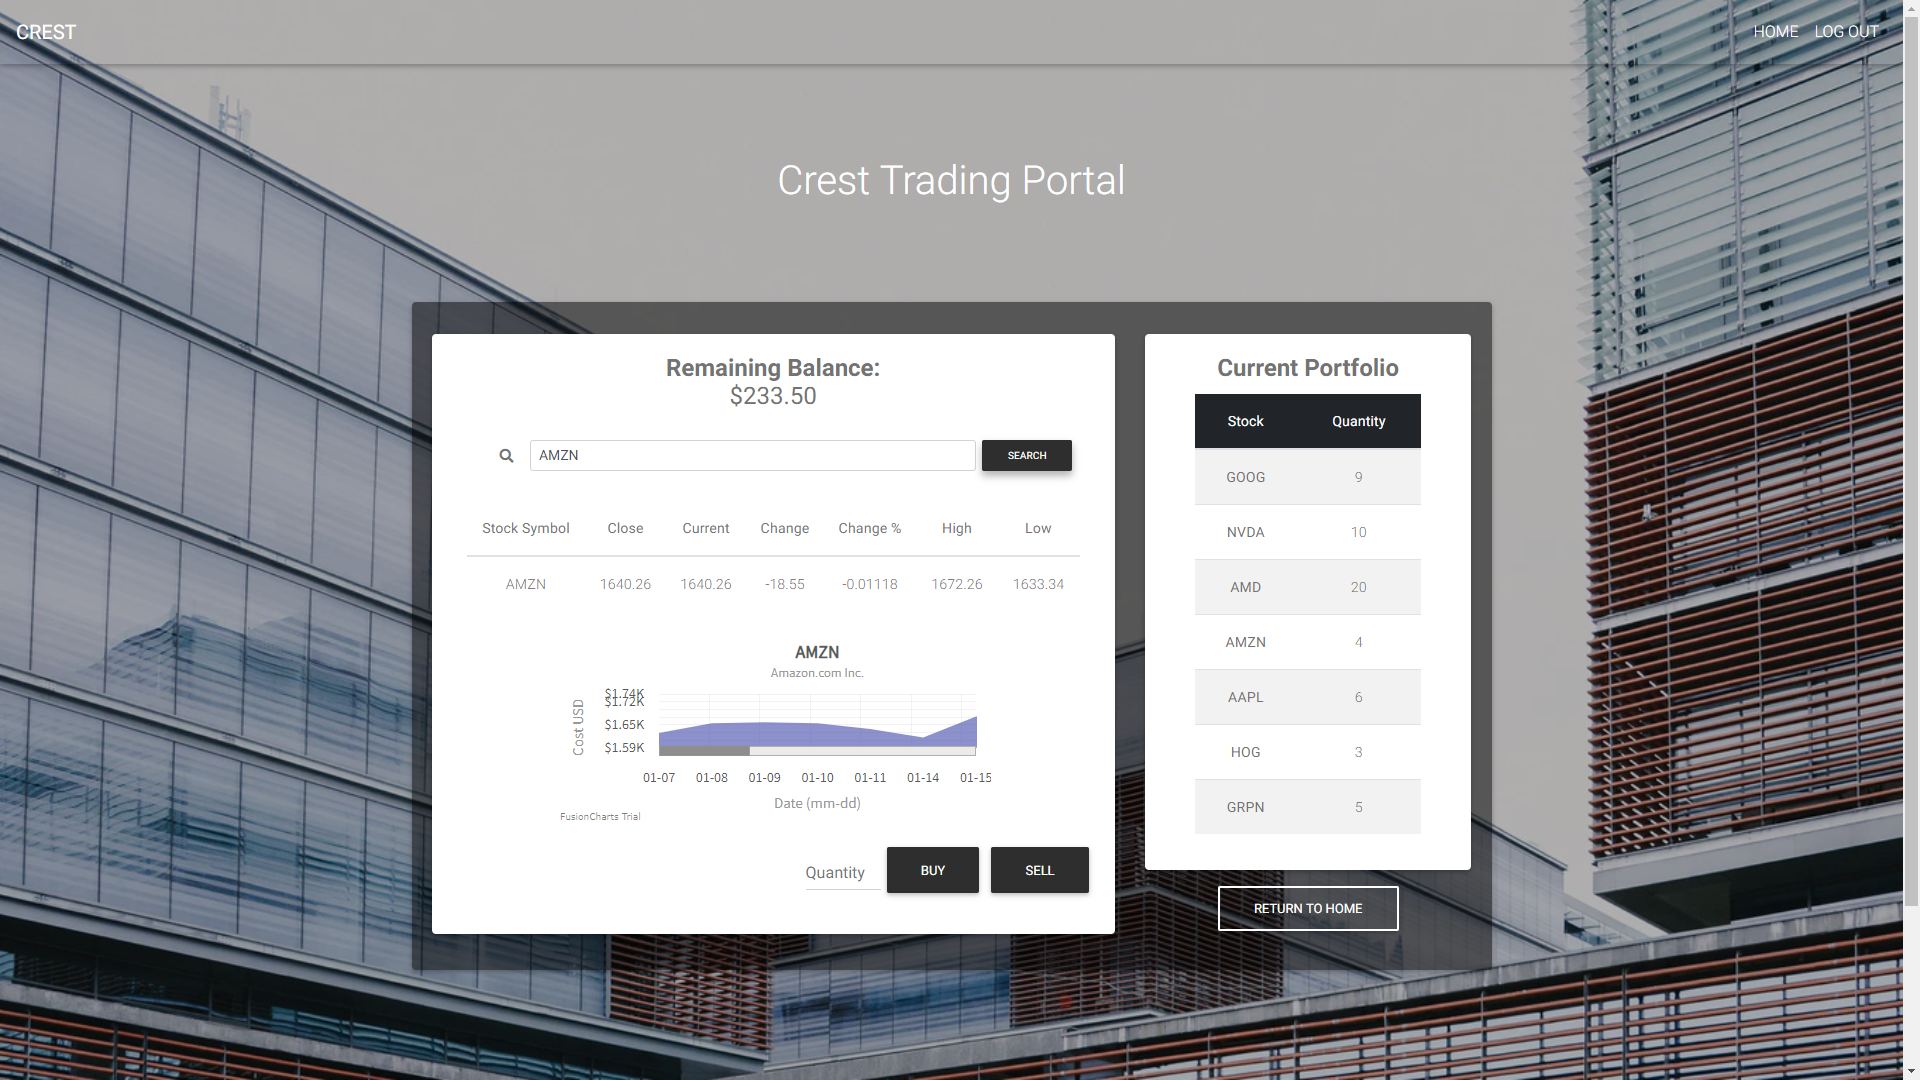 CREST
HOME LOG OUT
Crest Trading Portal
Remaining Balance:
$233.50
AMZN
SEARCH
Stock Symbol Close Current Change Change % High Low
AMZN 1640.26 1640.26 -18.55 -0.01118 1672.26 1633.34
AMZN
Amazon.com Inc.
Cost USD
$1.74K
$1.72K
$1.65K
$1.59K
01-07 01-08 01-09 01-10 01-11 01-14 01-15
Date (mm-dd)
FusionCharts Trial
Quantity
BUY
SELL
Current Portfolio
Stock Quantity
GOOG 9
NVDA 10
AMD 20
AMZN 4
AAPL 6
HOG 3
GRPN 5
RETURN TO HOME